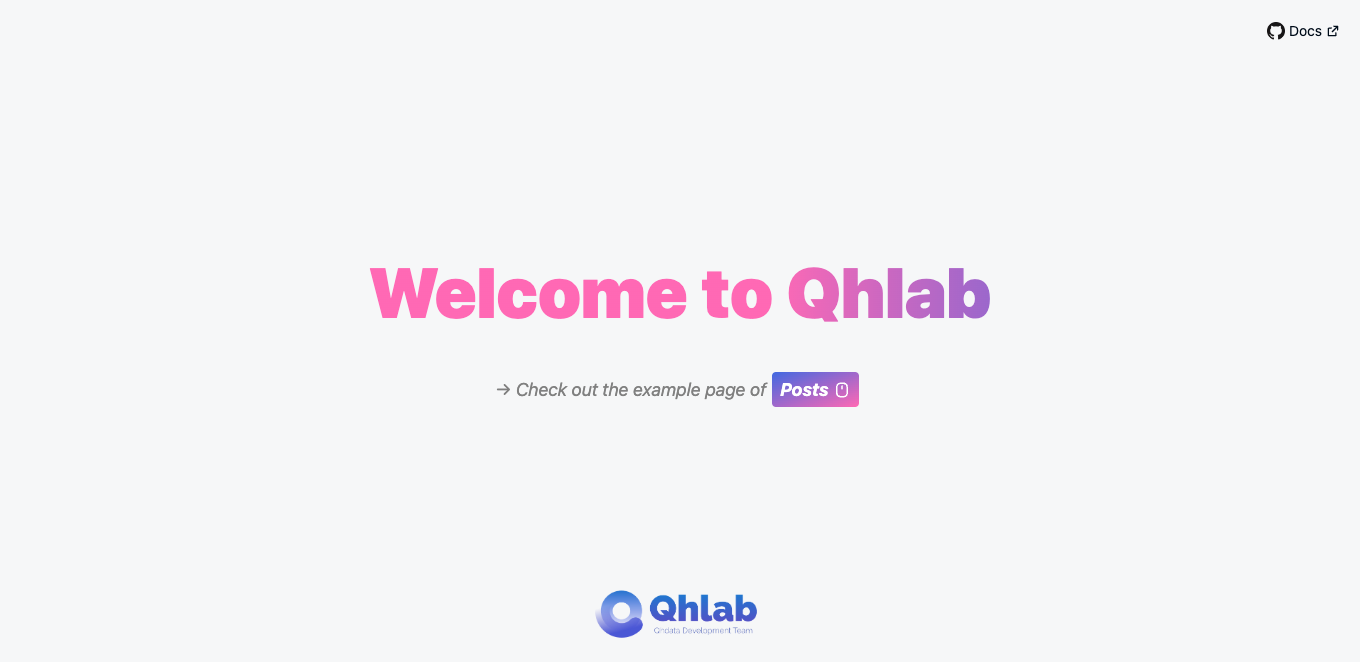 Docs
Welcome to Qhlab
→ Check out the example page of Posts
Qhlab
Qhdata Development Team